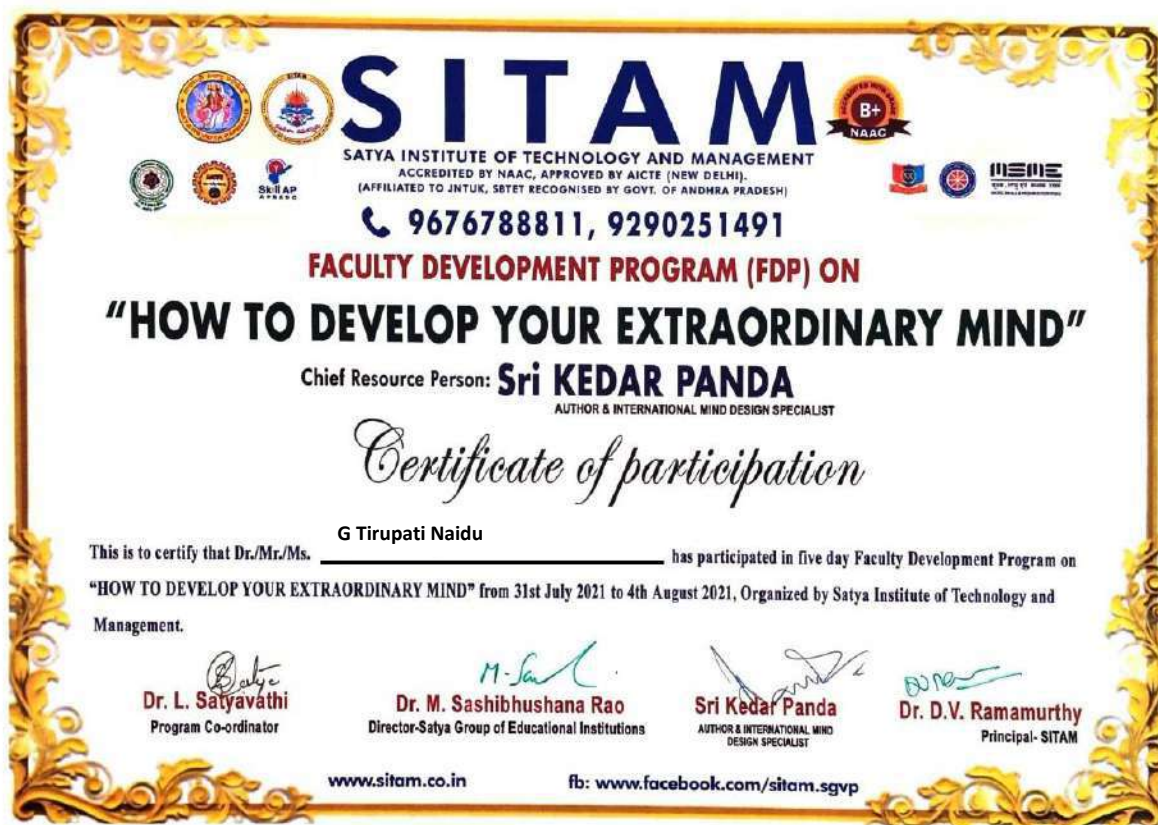 SITAM
SITAM
ACCREDITED WITH GRADE
B+
NAAC
SATYA INSTITUTE OF TECHNOLOGY AND MANAGEMENT
ACCREDITED BY NAAC, APPROVED BY AICTE (NEW DELHI).
(AFFILIATED TO JNTUK, SBTET RECOGNISED BY GOVT. OF ANDHRA PRADESH)
Skill AP
MSME
9676788811, 9290251491
FACULTY DEVELOPMENT PROGRAM (FDP) ON
"HOW TO DEVELOP YOUR EXTRAORDINARY MIND"
Chief Resource Person: Sri KEDAR PANDA
AUTHOR & INTERNATIONAL MIND DESIGN SPECIALIST
Certificate of participation
G Tirupati Naidu
This is to certify that Dr./Mr./Ms. has participated in five day Faculty Development Program on
"HOW TO DEVELOP YOUR EXTRAORDINARY MIND" from 31st July 2021 to 4th August 2021, Organized by Satya Institute of Technology and
Management.
Dr. L. Satyavathi
Program Co-ordinator
Dr. M. Sashibhushana Rao
Director-Satya Group of Educational Institutions
Sri Kedar Panda
AUTHOR & INTERNATIONAL MIND
DESIGN SPECIALIST
Dr. D.V. Ramamurthy
Principal- SITAM
www.sitam.co.in
fb: www.facebook.com/sitam.sgvp